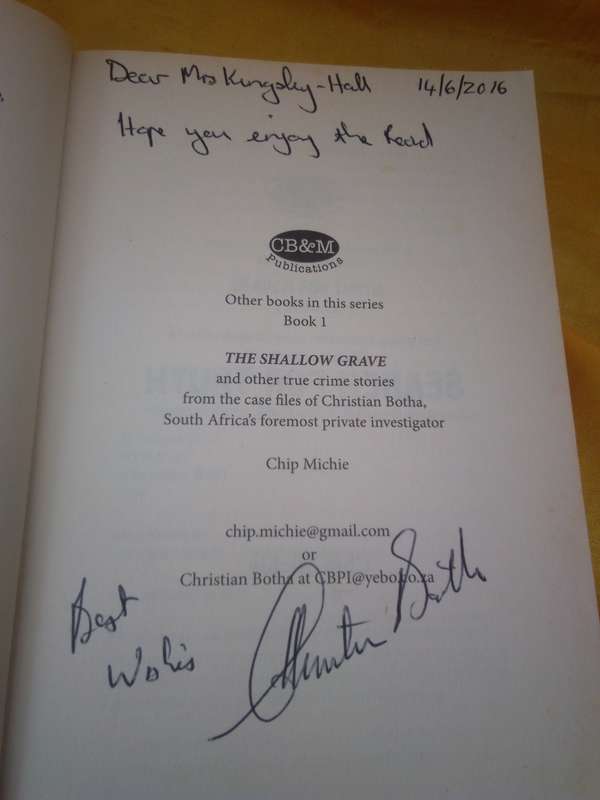 Dear Mrs Kingsley-Hall 14/6/2016
Hope you enjoy the Read
CB&M
Publications
Other books in this series
Book 1
THE SHALLOW GRAVE
and other true crime stories
from the case files of Christian Botha,
South Africa's foremost private investigator
Chip Michie
chip.michie@gmail.com
or
Christian Botha at CBPI@yebo.co.za
Best
Wishes
Christian Botha